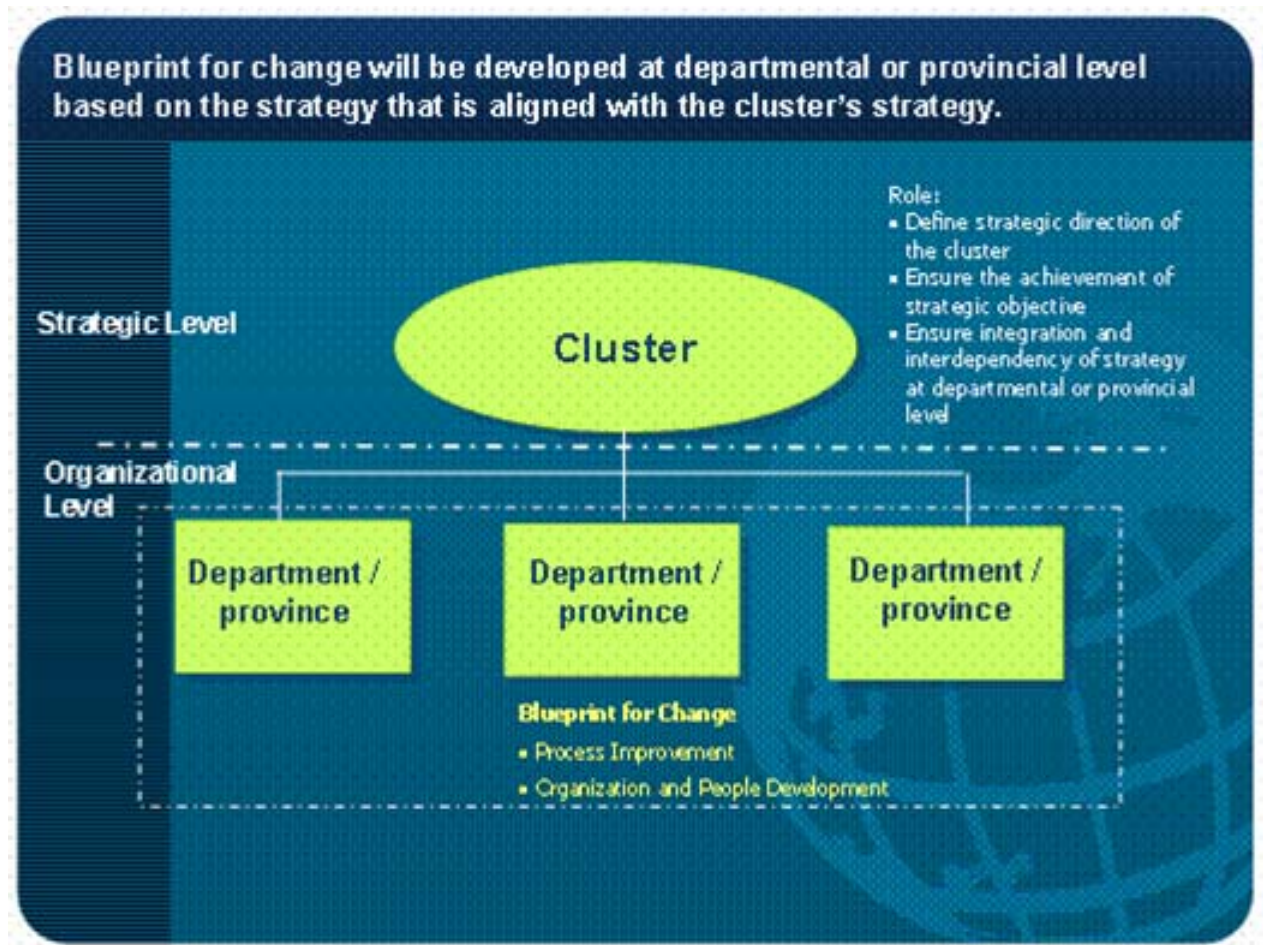 Blueprint for change will be developed at departmental or provincial level
based on the strategy that is aligned with the cluster's strategy.
Role:
▪ Define strategic direction of
the cluster
▪ Ensure the achievement of
strategic objective
▪ Ensure integration and
interdependency of strategy
at departmental or provincial
level
Strategic Level
Cluster
Organizational
Level
Department /
province
Department /
province
Department /
province
Blueprint for Change
▪ Process Improvement
▪ Organization and People Development